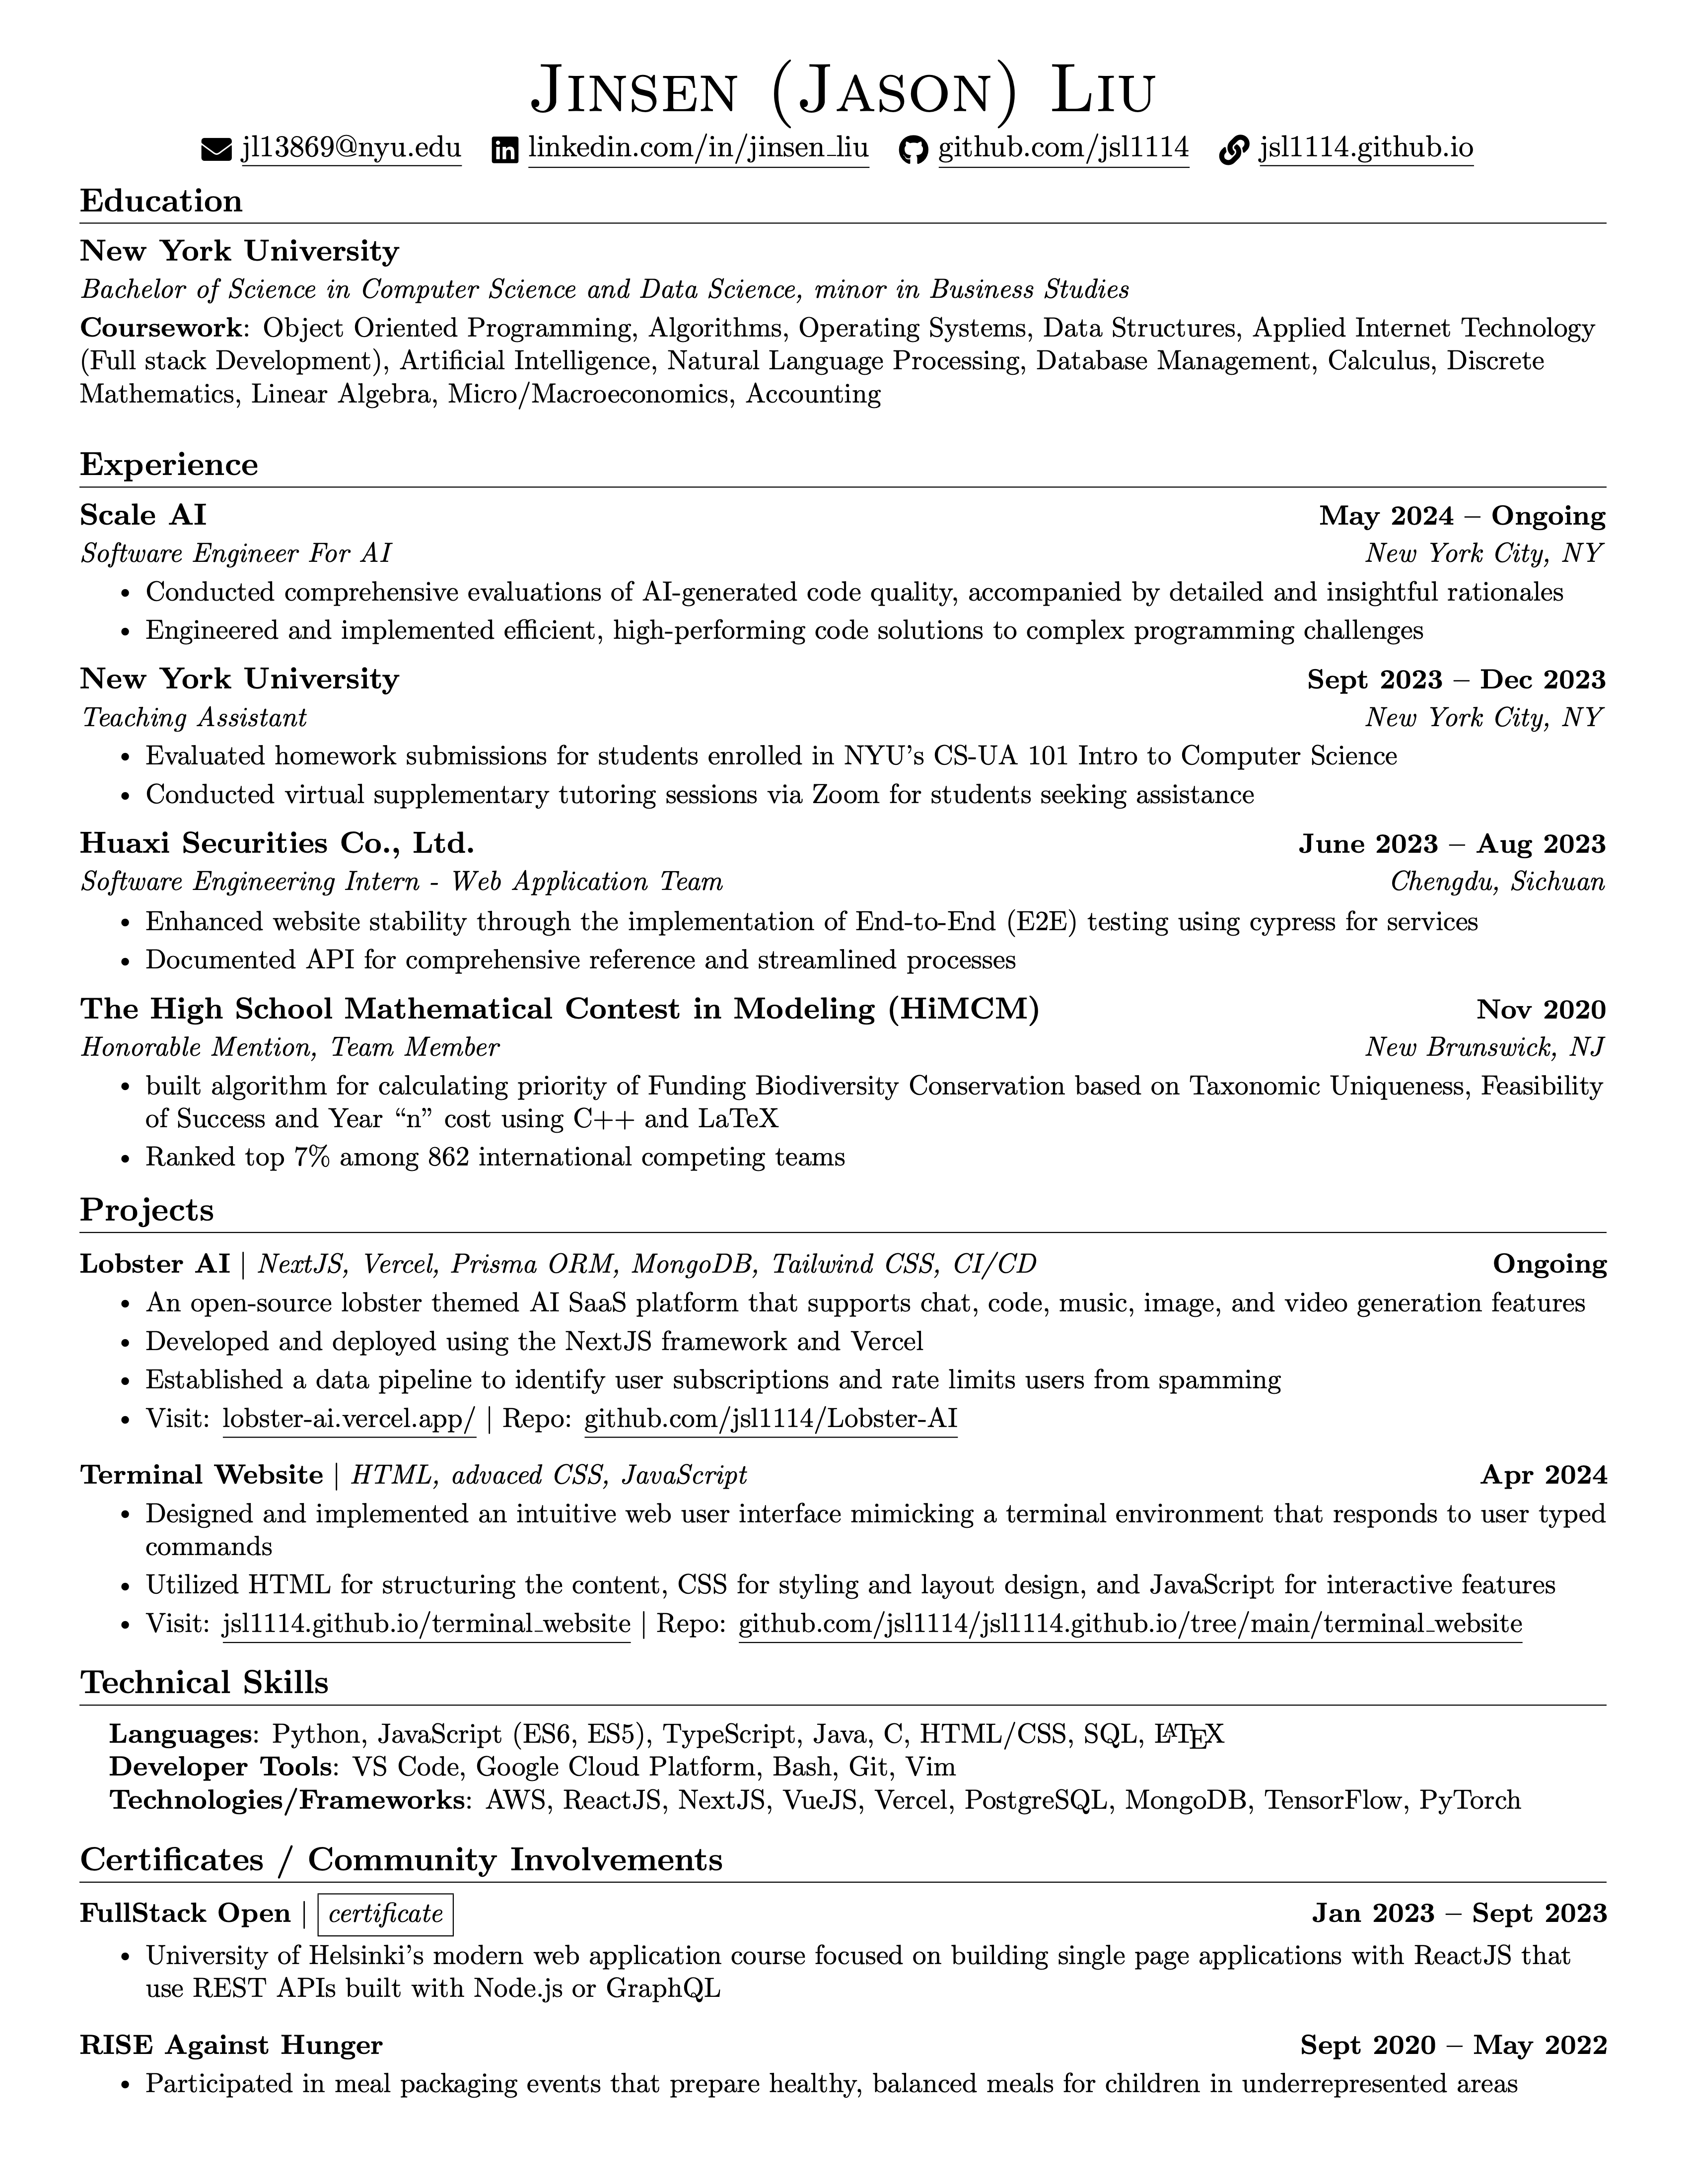 Jinsen (Jason) Liu
jl13869@nyu.edu linkedin.com/in/jinsen_liu github.com/jsl1114 jsl1114.github.io
Education
New York University
Bachelor of Science in Computer Science and Data Science, minor in Business Studies
Coursework: Object Oriented Programming, Algorithms, Operating Systems, Data Structures, Applied Internet Technology
(Full stack Development), Artificial Intelligence, Natural Language Processing, Database Management, Calculus, Discrete
Mathematics, Linear Algebra, Micro/Macroeconomics, Accounting
Experience
Scale AI May 2024 – Ongoing
Software Engineer For AI New York City, NY
• Conducted comprehensive evaluations of AI-generated code quality, accompanied by detailed and insightful rationales
• Engineered and implemented efficient, high-performing code solutions to complex programming challenges
New York University Sept 2023 – Dec 2023
Teaching Assistant New York City, NY
• Evaluated homework submissions for students enrolled in NYU's CS-UA 101 Intro to Computer Science
• Conducted virtual supplementary tutoring sessions via Zoom for students seeking assistance
Huaxi Securities Co., Ltd. June 2023 – Aug 2023
Software Engineering Intern - Web Application Team Chengdu, Sichuan
• Enhanced website stability through the implementation of End-to-End (E2E) testing using cypress for services
• Documented API for comprehensive reference and streamlined processes
The High School Mathematical Contest in Modeling (HiMCM) Nov 2020
Honorable Mention, Team Member New Brunswick, NJ
• built algorithm for calculating priority of Funding Biodiversity Conservation based on Taxonomic Uniqueness, Feasibility
of Success and Year “n” cost using C++ and LaTeX
• Ranked top 7% among 862 international competing teams
Projects
Lobster AI | NextJS, Vercel, Prisma ORM, MongoDB, Tailwind CSS, CI/CD Ongoing
• An open-source lobster themed AI SaaS platform that supports chat, code, music, image, and video generation features
• Developed and deployed using the NextJS framework and Vercel
• Established a data pipeline to identify user subscriptions and rate limits users from spamming
• Visit: lobster-ai.vercel.app/ | Repo: github.com/jsl1114/Lobster-AI
Terminal Website | HTML, advaced CSS, JavaScript Apr 2024
• Designed and implemented an intuitive web user interface mimicking a terminal environment that responds to user typed
commands
• Utilized HTML for structuring the content, CSS for styling and layout design, and JavaScript for interactive features
• Visit: jsl1114.github.io/terminal_website | Repo: github.com/jsl1114/jsl1114.github.io/tree/main/terminal_website
Technical Skills
Languages: Python, JavaScript (ES6, ES5), TypeScript, Java, C, HTML/CSS, SQL, LATEX
Developer Tools: VS Code, Google Cloud Platform, Bash, Git, Vim
Technologies/Frameworks: AWS, ReactJS, NextJS, VueJS, Vercel, PostgreSQL, MongoDB, TensorFlow, PyTorch
Certificates / Community Involvements
FullStack Open | certificate Jan 2023 – Sept 2023
• University of Helsinki's modern web application course focused on building single page applications with ReactJS that
use REST APIs built with Node.js or GraphQL
RISE Against Hunger Sept 2020 – May 2022
• Participated in meal packaging events that prepare healthy, balanced meals for children in underrepresented areas